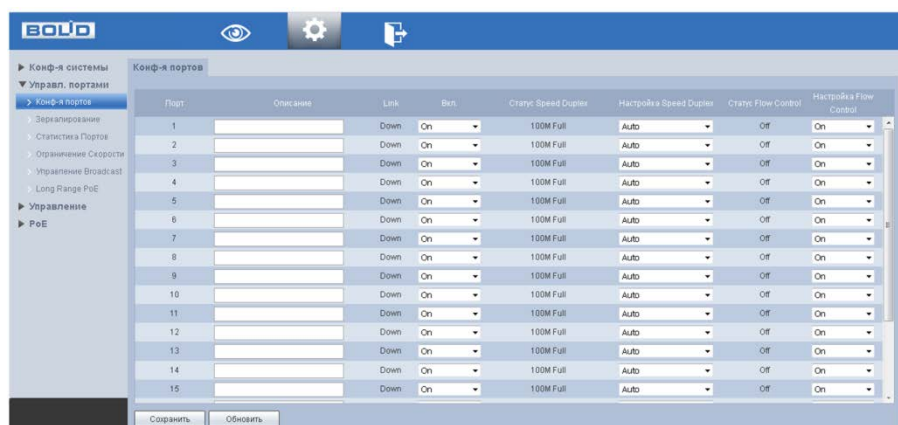 BOLID
Конф-я системы
Управл. портами
Конф-я портов
Зеркалирование
Статистика Портов
Ограничение Скорости
Управление Broadcast
Long Range PoE
Управление
PoE
Конф-я портов
Порт Описание Link Вкл. Статус Speed Duplex Настройка Speed Duplex Статус Flow Control Настройка Flow Control
1 Down On 100M Full Auto Off On
2 Down On 100M Full Auto Off On
3 Down On 100M Full Auto Off On
4 Down On 100M Full Auto Off On
5 Down On 100M Full Auto Off On
6 Down On 100M Full Auto Off On
7 Down On 100M Full Auto Off On
8 Down On 100M Full Auto Off On
9 Down On 100M Full Auto Off On
10 Down On 100M Full Auto Off On
11 Down On 100M Full Auto Off On
12 Down On 100M Full Auto Off On
13 Down On 100M Full Auto Off On
14 Down On 100M Full Auto Off On
15 Down On 100M Full Auto Off On
Сохранить Обновить